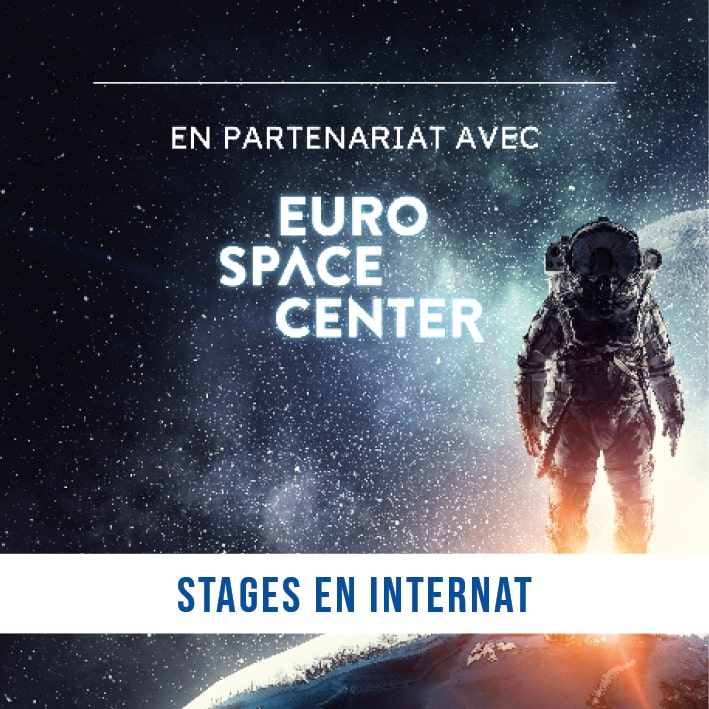 EN PARTENARIAT AVEC
EURO
SPACE
CENTER
STAGES EN INTERNAT